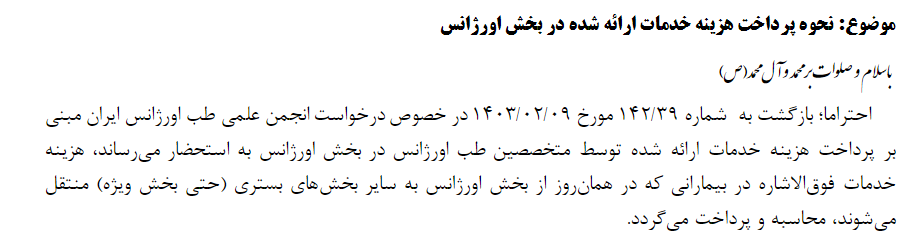 موضوع: نحوه پرداخت هزینه خدمات ارائه شده در بخش اورژانس
باسلام و صلوات بر محمد و آل محمد(ص)
احتراما؛ بازگشت به شماره ۱۴۲/۳۹ مورخ ۱۴۰۳/۰۲/۰۹ در خصوص درخواست انجمن علمی طب اورژانس ایران مبنی
بر پرداخت هزینه خدمات ارائه شده توسط متخصصین طب اورژانس در بخش اورژانس به استحضار می‌رساند، هزینه
خدمات فوق‌الاشاره در بیمارانی که در همان‌روز از بخش اورژانس به سایر بخش‌های بستری (حتی بخش ویژه) منتقل
می‌شوند، محاسبه و پرداخت می‌گردد.